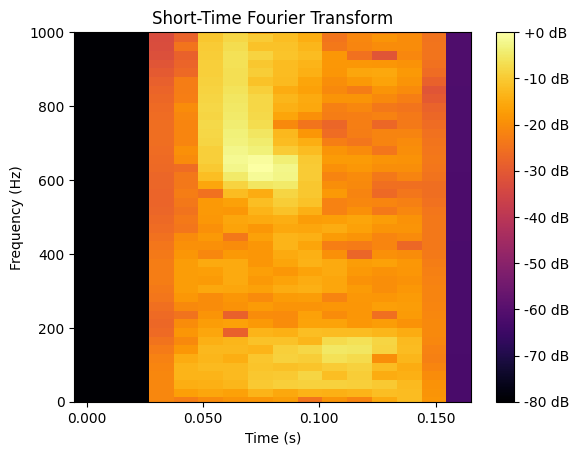 Short-Time Fourier Transform
1000
800
600
400
200
0
Frequency (Hz)
0.000
0.050
0.100
0.150
Time (s)
+0 dB
-10 dB
-20 dB
-30 dB
-40 dB
-50 dB
-60 dB
-70 dB
-80 dB